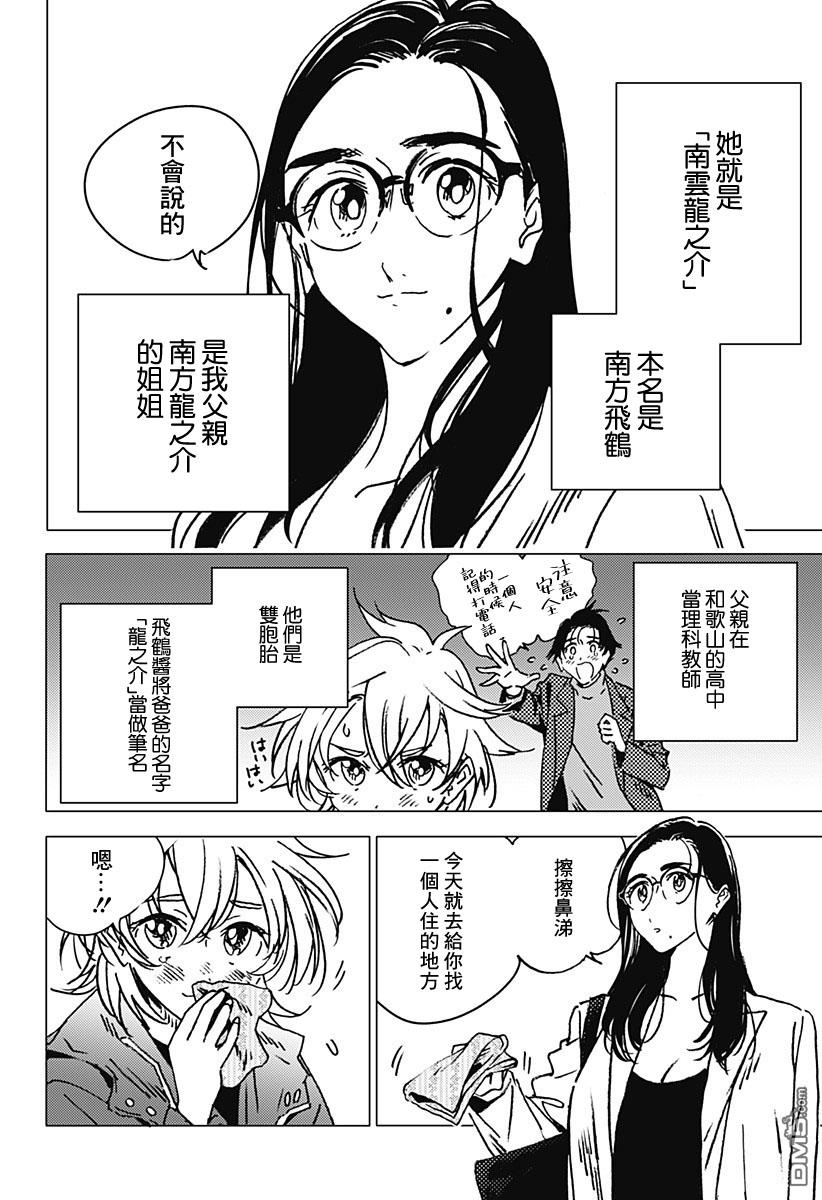 她就是
「南雲龍之介」
本名是
南方飛鶴
不會說的
是我父親
南方龍之介
的姐姐
父親在
和歌山的高中
當理科教師
注意
安全
一個人
的時候
記得打電話
はいはい
他們是
雙胞胎
飛鶴醬將爸爸的名字
「龍之介」當做筆名
擦擦鼻涕
今天就去給你找
一個人住的地方
嗯…!!
动漫之家
DMZJ.com